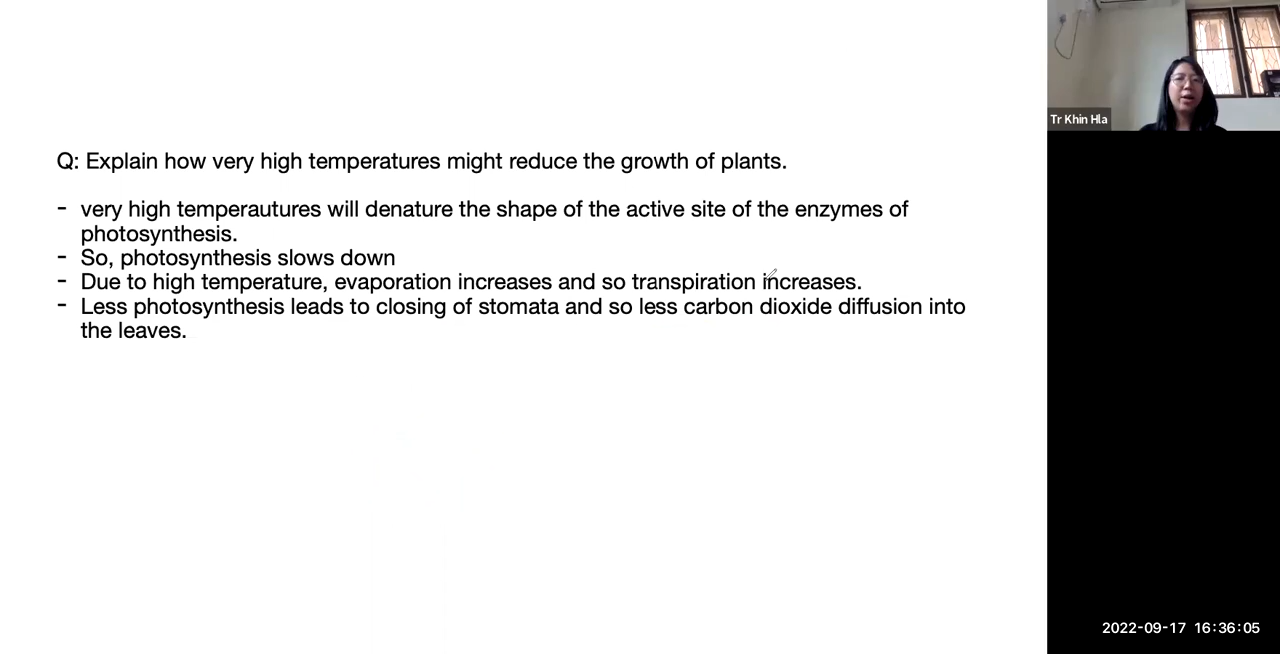 Q: Explain how very high temperatures might reduce the growth of plants.
- very high temperautures will denature the shape of the active site of the enzymes of
photosynthesis.
- So, photosynthesis slows down
- Due to high temperature, evaporation increases and so transpiration increases.
- Less photosynthesis leads to closing of stomata and so less carbon dioxide diffusion into
the leaves.
Tr Khin Hla
2022-09-17 16:36:05